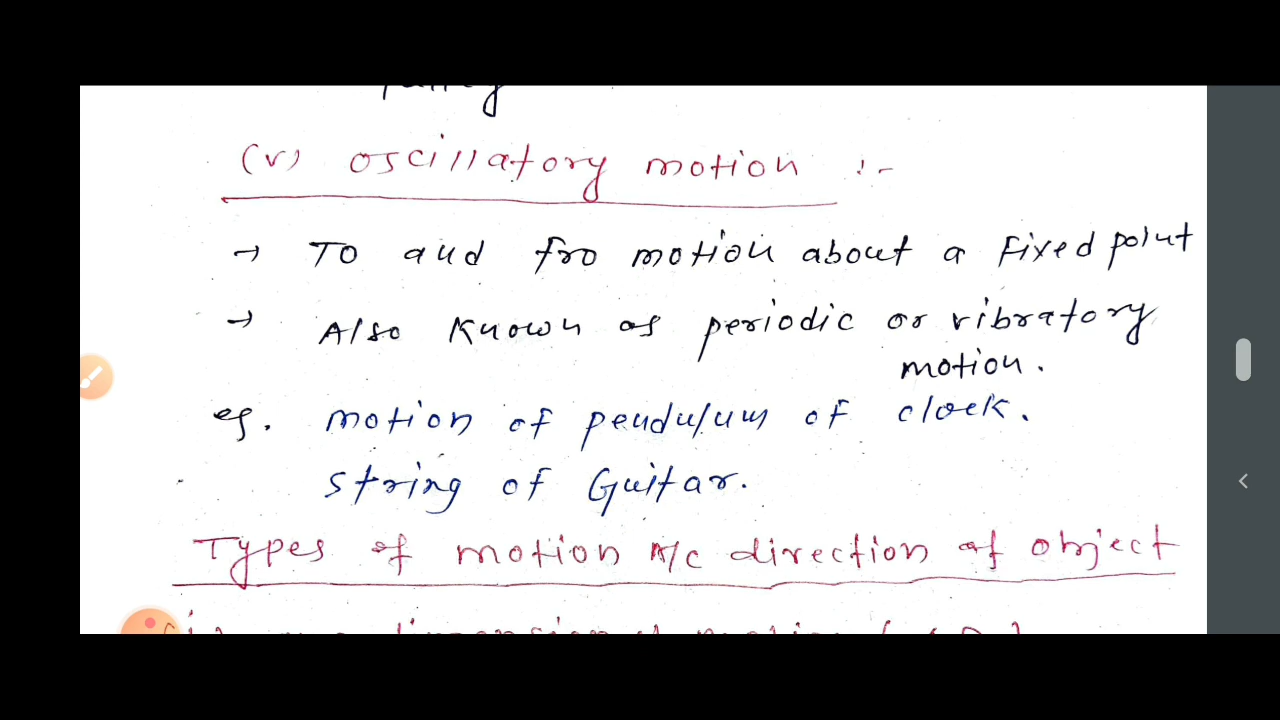 (v) oscillatory motion :-
→ To and fro motion about a Fixed point
→ Also known as periodic or vibratory
motion.
eg. motion of pendulum of clock.
string of Guitar.
Types of motion A/c direction of object